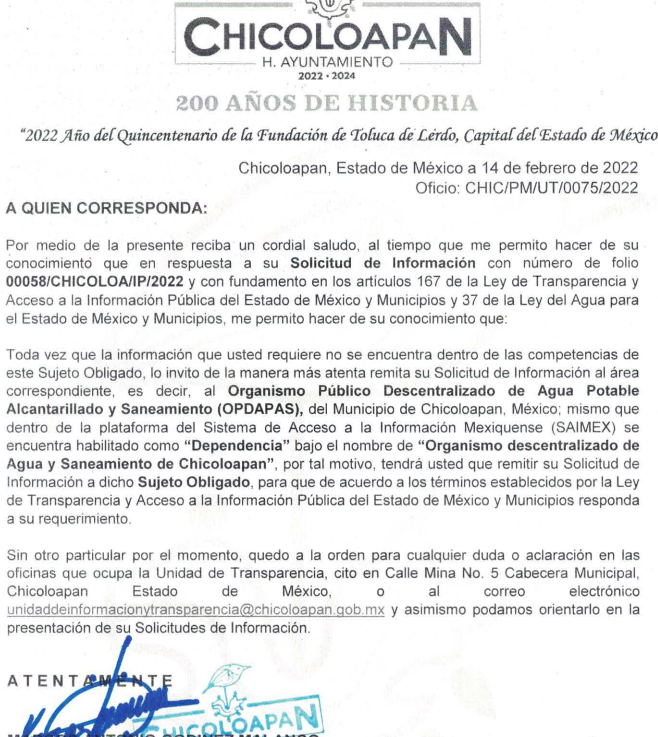 CHICOLOAPAN
H. AYUNTAMIENTO
2022 - 2024
200 AÑOS DE HISTORIA
"2022 Año del Quincentenario de la Fundación de Toluca de Lerdo, Capital del Estado de México
Chicoloapan, Estado de México a 14 de febrero de 2022
Oficio: CHIC/PM/UT/0075/2022
A QUIEN CORRESPONDA:
Por medio de la presente reciba un cordial saludo, al tiempo que me permito hacer de su
conocimiento que en respuesta a su Solicitud de Información con número de folio
00058/CHICOLOA/IP/2022 y con fundamento en los artículos 167 de la Ley de Transparencia y
Acceso a la Información Pública del Estado de México y Municipios y 37 de la Ley del Agua para
el Estado de México y Municipios, me permito hacer de su conocimiento que:
Toda vez que la información que usted requiere no se encuentra dentro de las competencias de
este Sujeto Obligado, lo invito de la manera más atenta remita su Solicitud de Información al área
correspondiente, es decir, al Organismo Público Descentralizado de Agua Potable
Alcantarillado y Saneamiento (OPDAPAS), del Municipio de Chicoloapan, México; mismo que
dentro de la plataforma del Sistema de Acceso a la Información Mexiquense (SAIMEX) se
encuentra habilitado como "Dependencia" bajo el nombre de "Organismo descentralizado de
Agua y Saneamiento de Chicoloapan", por tal motivo, tendrá usted que remitir su Solicitud de
Información a dicho Sujeto Obligado, para que de acuerdo a los términos establecidos por la Ley
de Transparencia y Acceso a la Información Pública del Estado de México y Municipios responda
a su requerimiento.
Sin otro particular por el momento, quedo a la orden para cualquier duda o aclaración en las
oficinas que ocupa la Unidad de Transparencia, cito en Calle Mina No. 5 Cabecera Municipal,
Chicoloapan Estado de México, o al correo electrónico
unidaddeinformacionytransparencia@chicoloapan.gob.mx y asimismo podamos orientarlo en la
presentación de su Solicitudes de Información.
A T E N T A M E N T E
CHICOLOAPAN